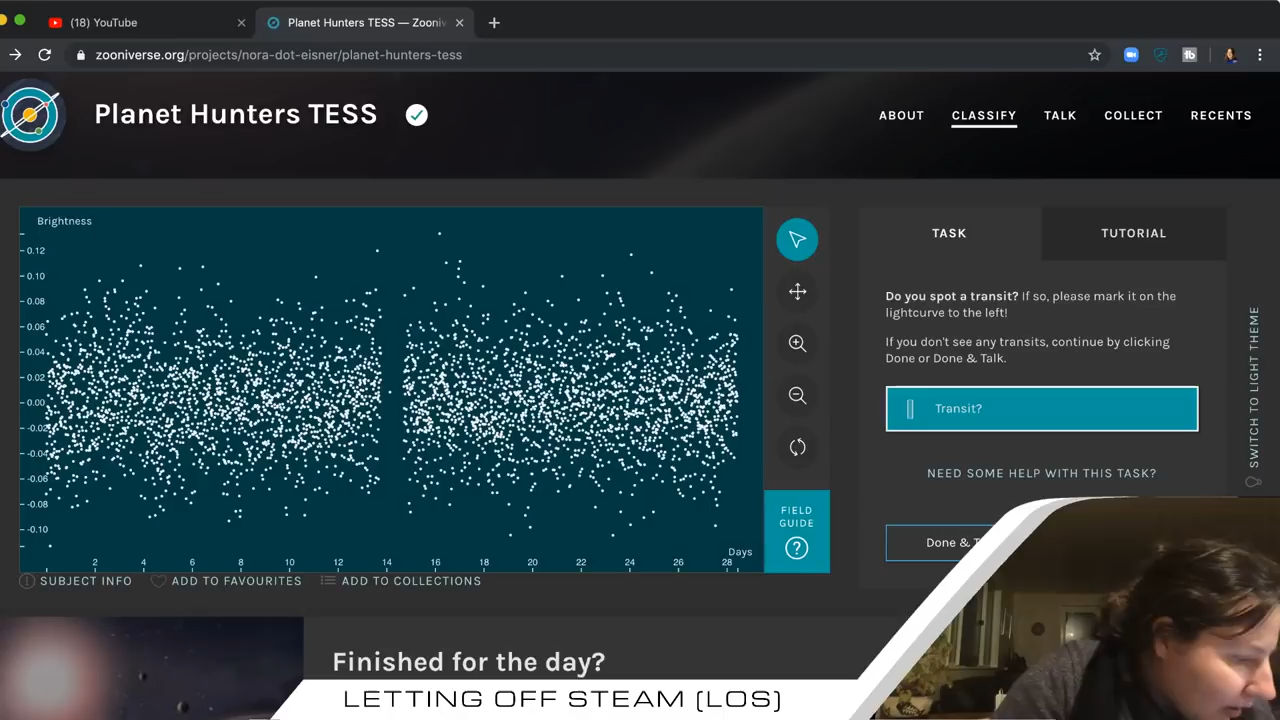 (18) YouTube
Planet Hunters TESS — Zooniv
zooniverse.org/projects/nora-dot-eisner/planet-hunters-tess
Planet Hunters TESS
ABOUT CLASSIFY TALK COLLECT RECENTS
Brightness
0.12
0.10
0.08
0.06
0.04
0.02
0.00
-0.02
-0.04
-0.06
-0.08
-0.10
Days
2 4 6 8 10 12 14 16 18 20 22 24 26 28
FIELD
GUIDE
?
SUBJECT INFO ADD TO FAVOURITES ADD TO COLLECTIONS
TASK TUTORIAL
Do you spot a transit? If so, please mark it on the
lightcurve to the left!
If you don't see any transits, continue by clicking
Done or Done & Talk.
Transit?
NEED SOME HELP WITH THIS TASK?
Done & T
SWITCH TO LIGHT THEME
Finished for the day?
LETTING OFF STEAM (LOS)